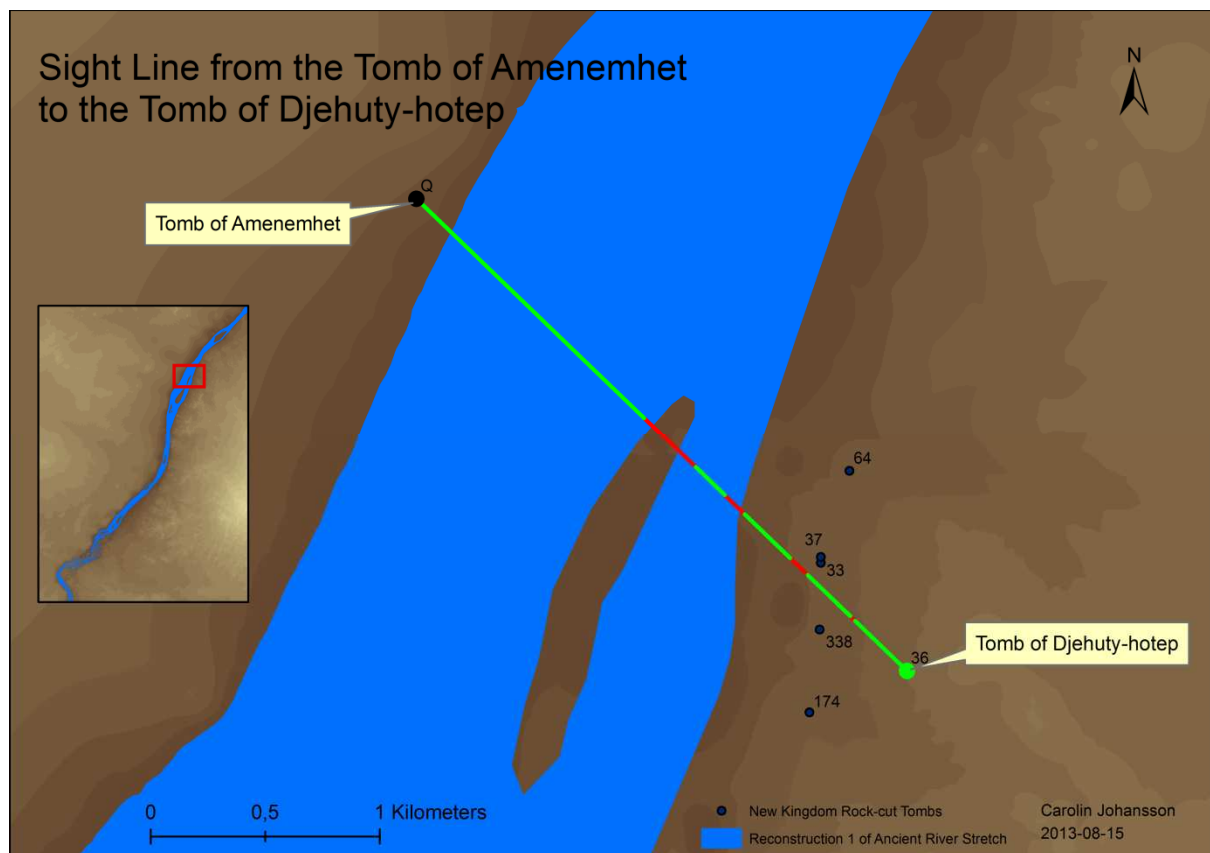 Sight Line from the Tomb of Amenemhet
to the Tomb of Djehuty-hotep
N
Q
Tomb of Amenemhet
64
37
33
338
36
Tomb of Djehuty-hotep
174
0 0,5 1 Kilometers
New Kingdom Rock-cut Tombs
Reconstruction 1 of Ancient River Stretch
Carolin Johansson
2013-08-15